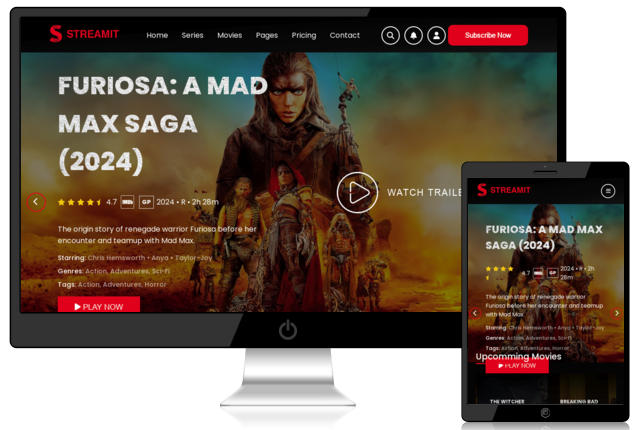 STREAMIT
Home Series Movies Pages Pricing Contact
Subscribe Now
FURIOSA: A MAD
MAX SAGA
(2024)
4.7 GP 2024 • R • 2h 28m
WATCH TRAILE
The origin story of renegade warrior Furiosa before her
encounter and teamup with Mad Max.
Starring: Chris Hemsworth • Anya • Taylor-Joy
Genres: Action, Adventures, Sci-fi
Tags: Action, Adventures, Horror
PLAY NOW
STREAMIT
FURIOSA: A MAD MAX
SAGA (2024)
4.7 GP 2024 • R • 2h
28m
The origin story of renegade warrior
Furiosa before her encounter and teamup
with Mad Max.
Starring: Chris Hemsworth • Anya • Taylor-Joy
Genres: Action, Adventures, Sci-fi
Tags: Action, Adventures, Horror
Upcomming Movies
PLAY NOW
THE WITCHER BREAKING BAD